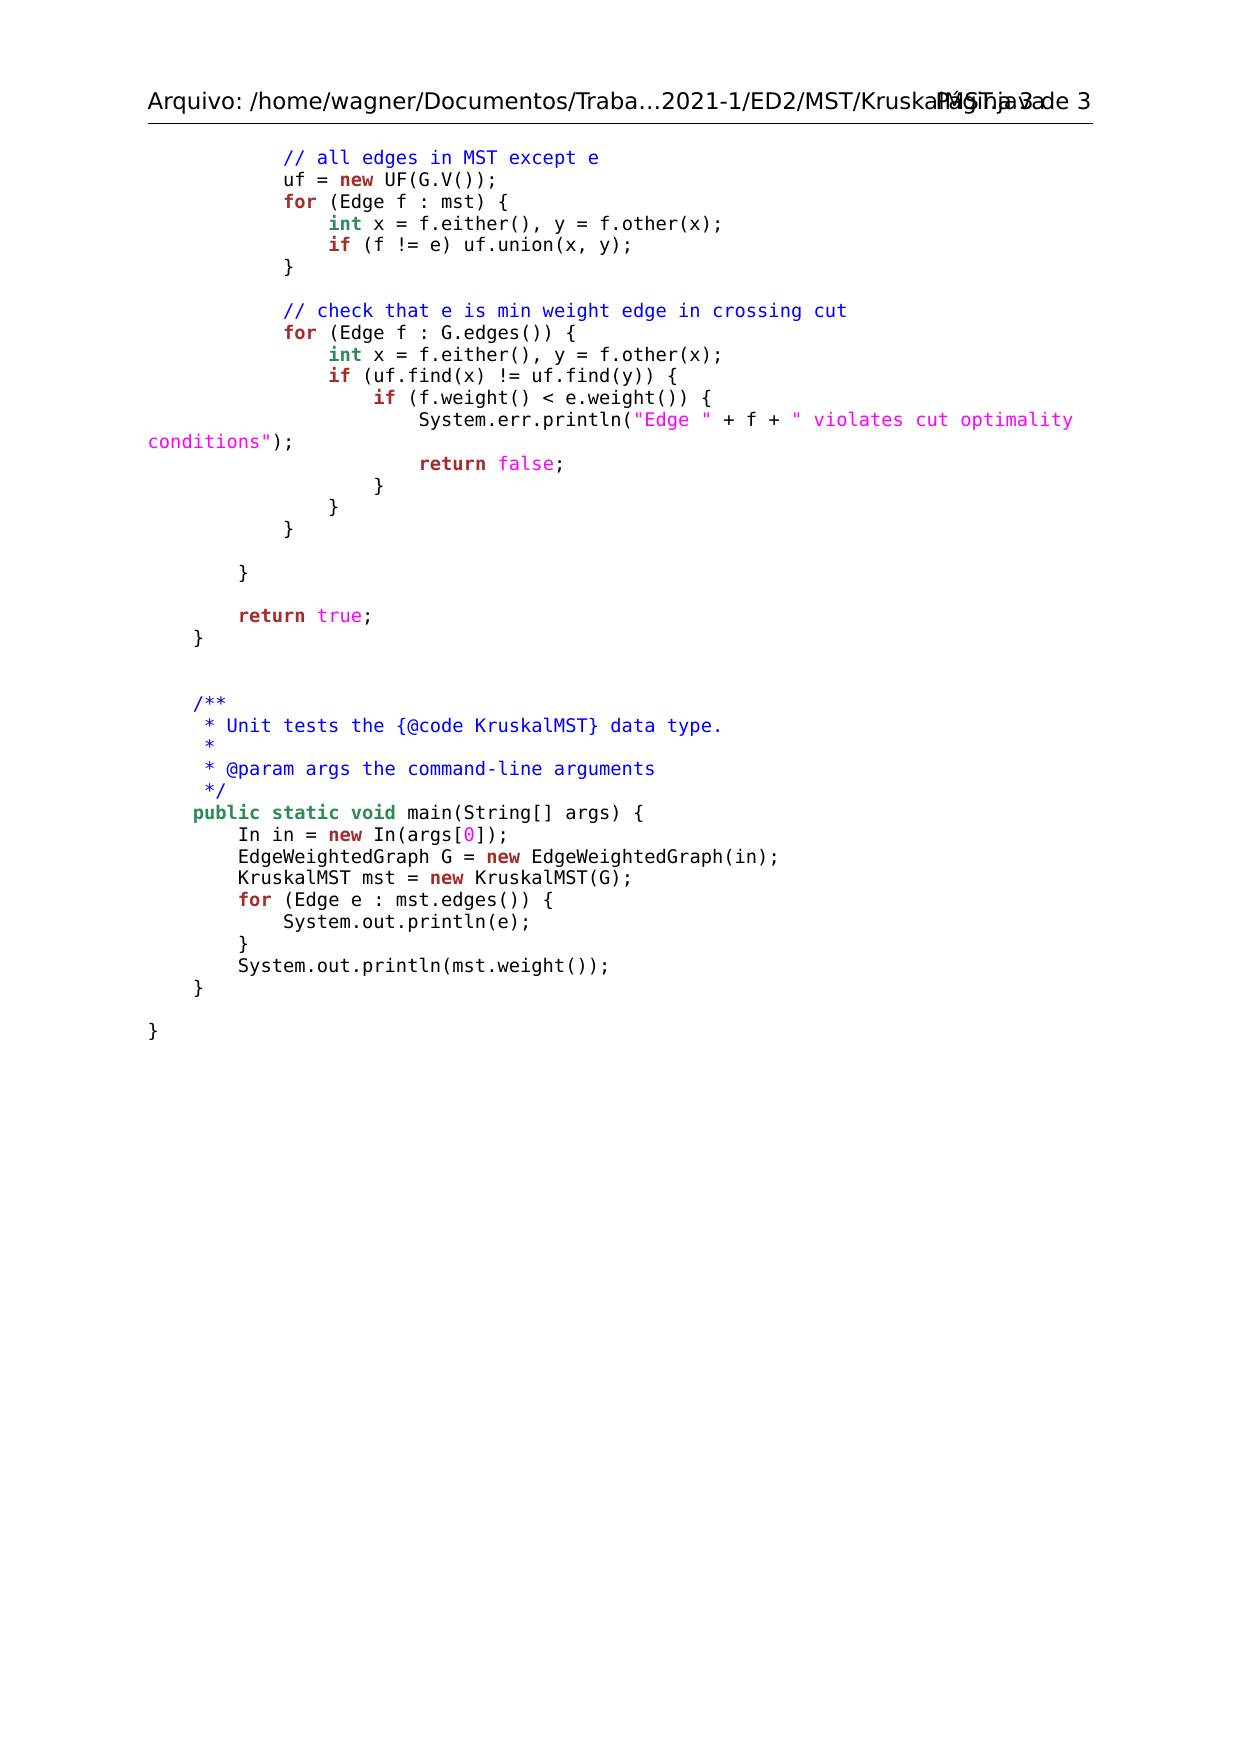 Arquivo: /home/wagner/Documentos/Traba…2021-1/ED2/MST/KruskalMST.java Página 3 de 3
            // all edges in MST except e
            uf = new UF(G.V());
            for (Edge f : mst) {
                int x = f.either(), y = f.other(x);
                if (f != e) uf.union(x, y);
            }

            // check that e is min weight edge in crossing cut
            for (Edge f : G.edges()) {
                int x = f.either(), y = f.other(x);
                if (uf.find(x) != uf.find(y)) {
                    if (f.weight() < e.weight()) {
                        System.err.println("Edge " + f + " violates cut optimality
conditions");
                        return false;
                    }
                }
            }

        }

        return true;
    }


    /**
     * Unit tests the {@code KruskalMST} data type.
     *
     * @param args the command-line arguments
     */
    public static void main(String[] args) {
        In in = new In(args[0]);
        EdgeWeightedGraph G = new EdgeWeightedGraph(in);
        KruskalMST mst = new KruskalMST(G);
        for (Edge e : mst.edges()) {
            System.out.println(e);
        }
        System.out.println(mst.weight());
    }

}